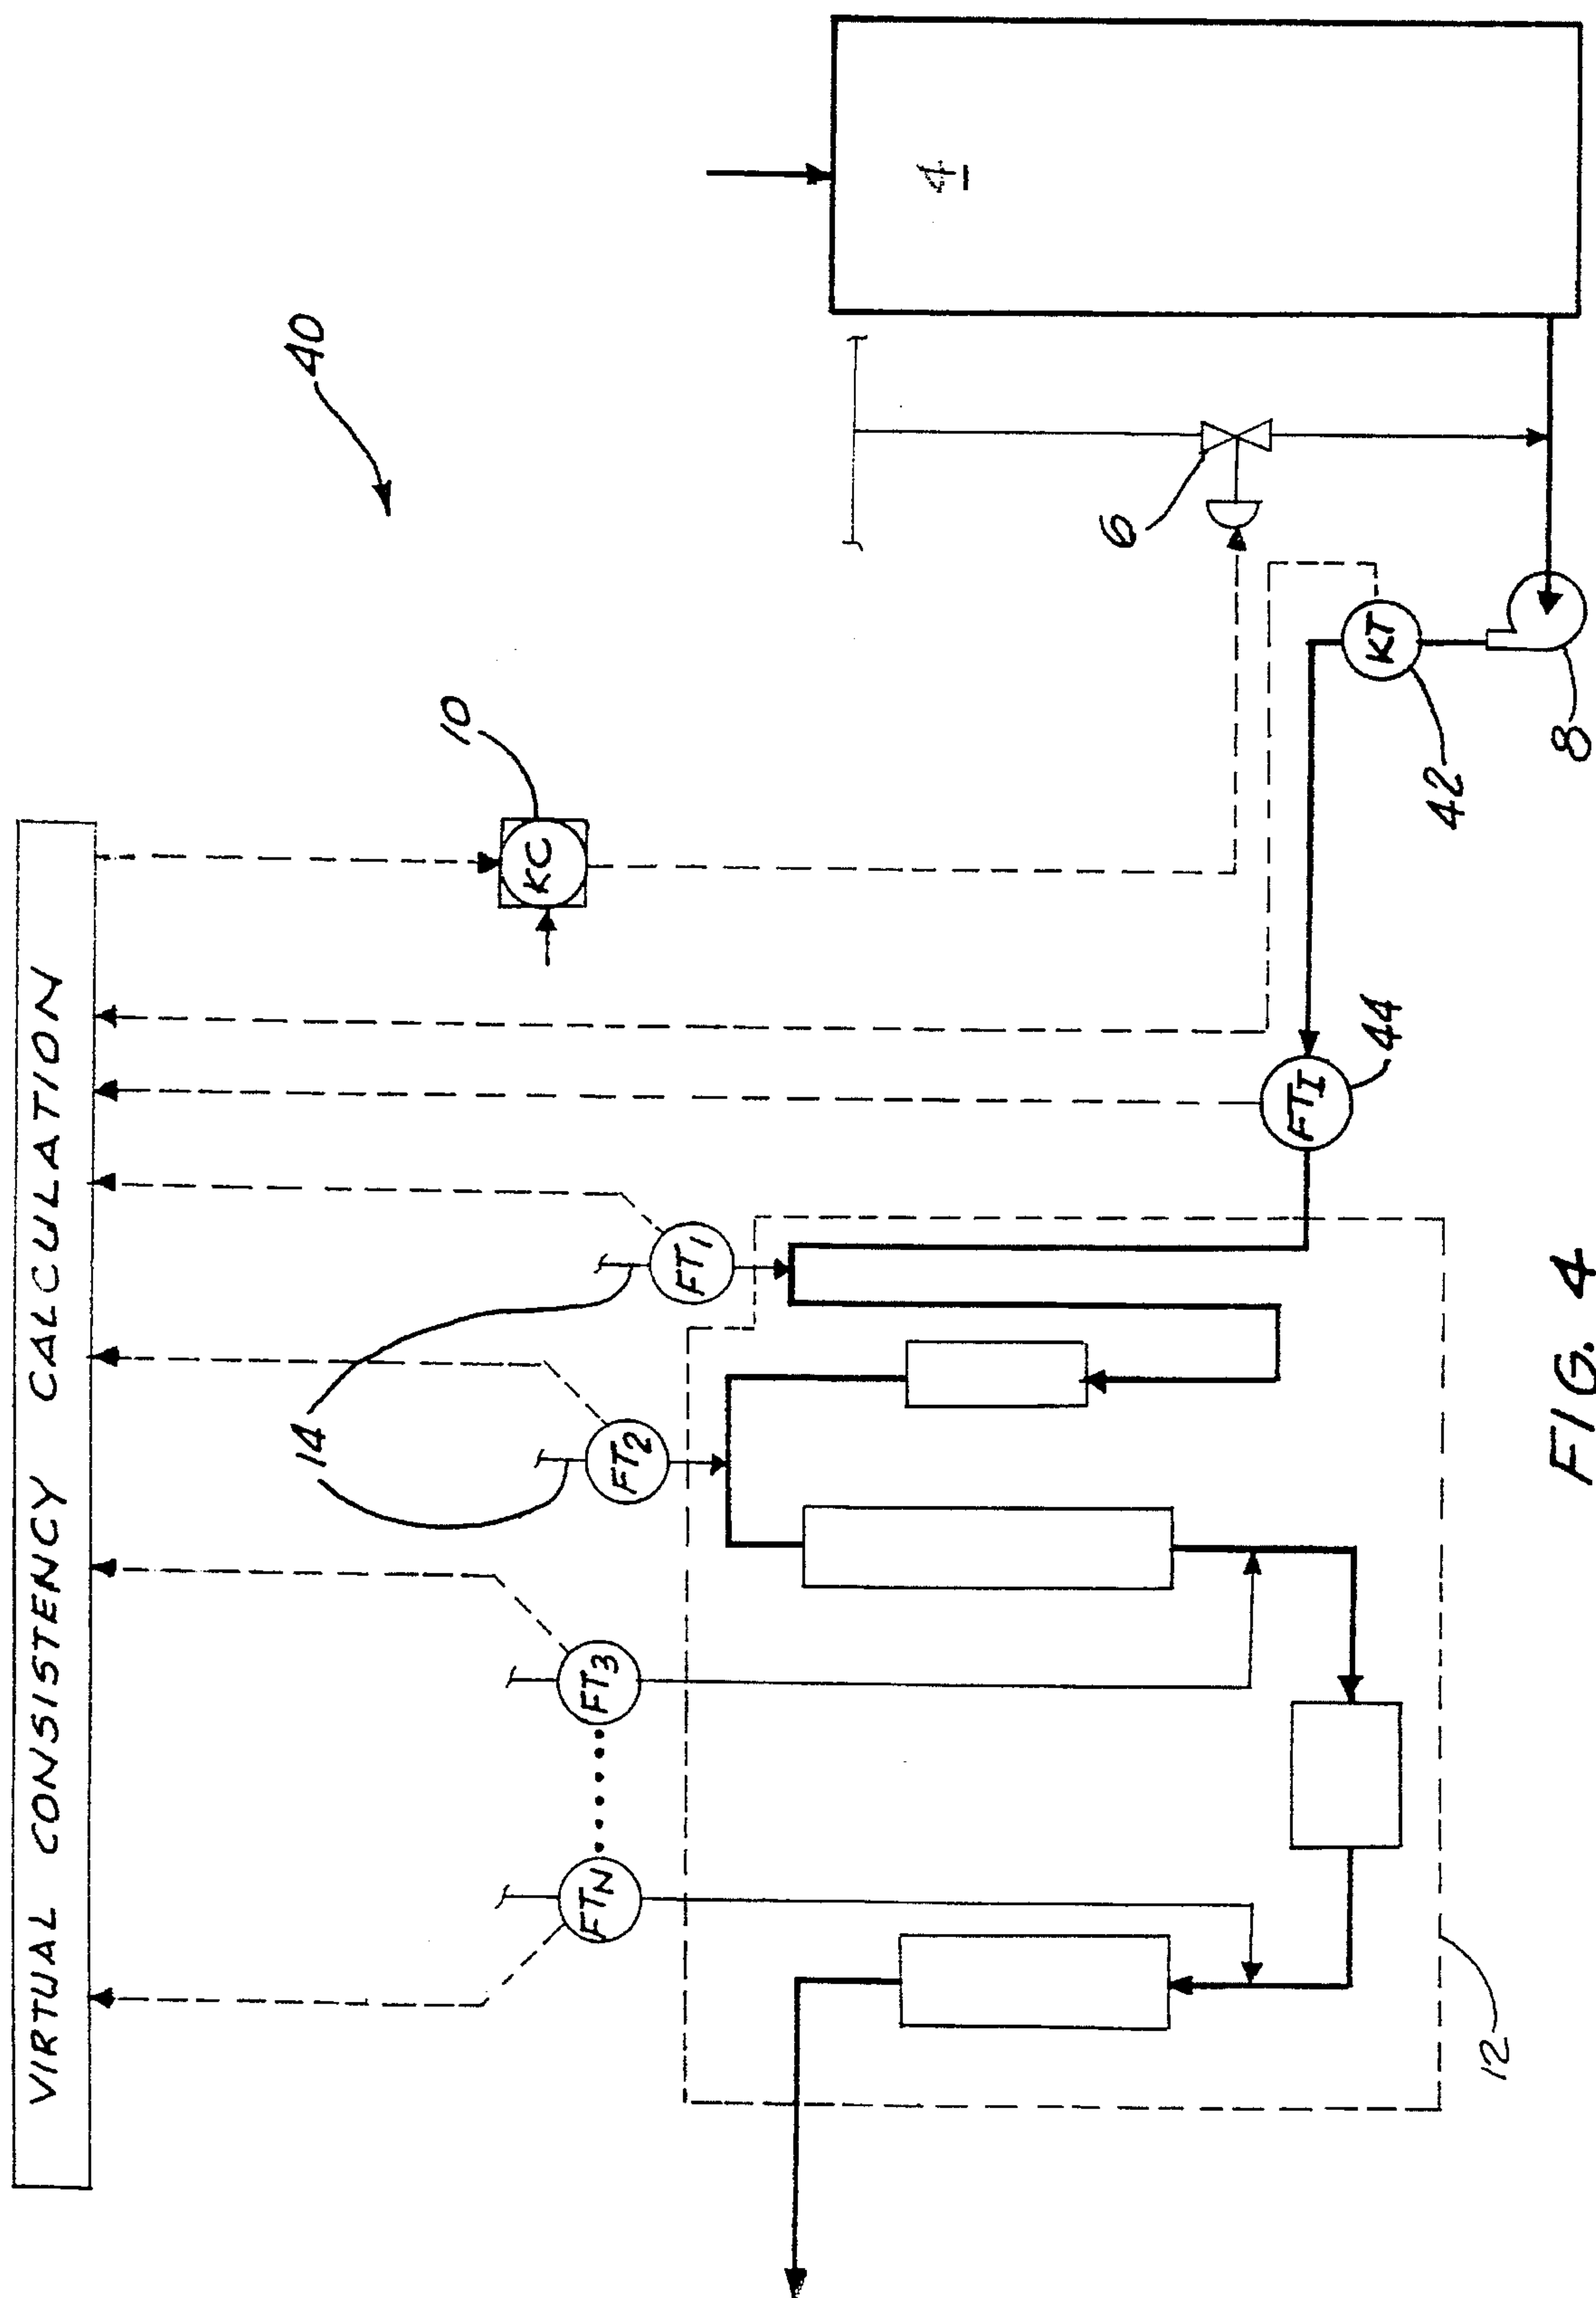 VIRTUAL CONSISTENCY CALCULATION
40
10
KC
14
FT1
FT2
FT3
FTN
FTI
44
KT
42
6
8
4
12
FIG. 4